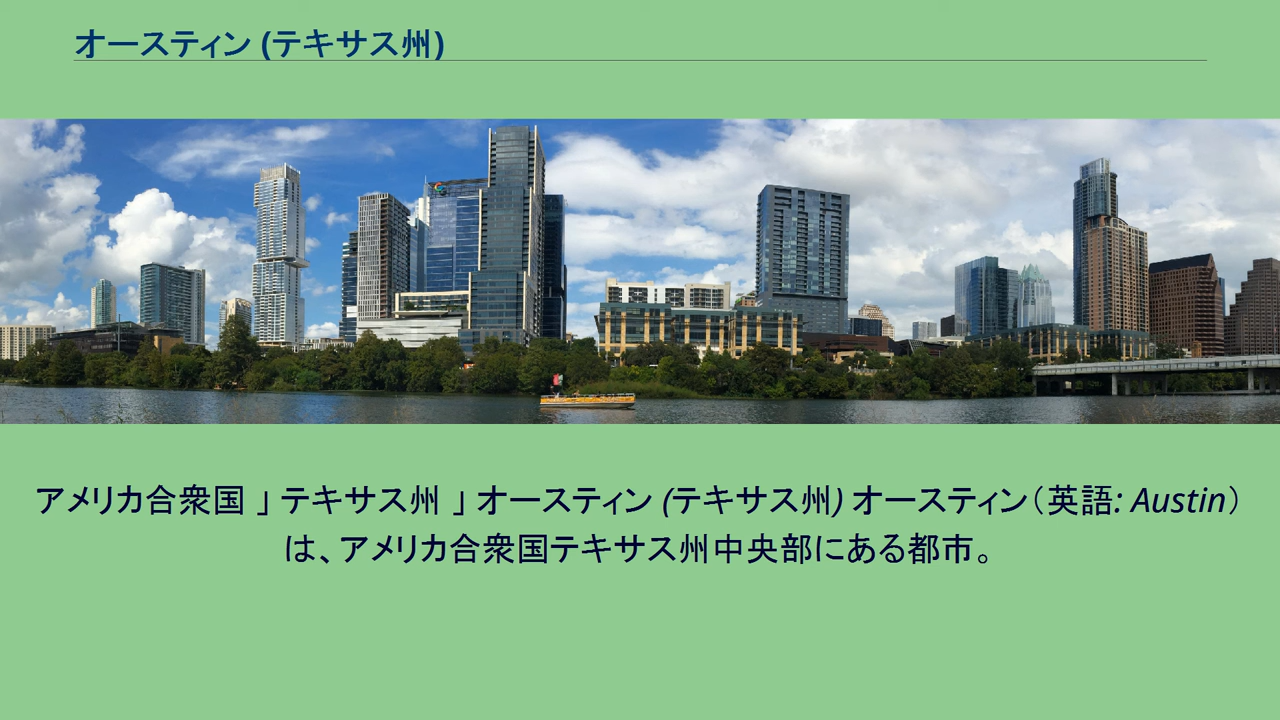 オースティン (テキサス州)
アメリカ合衆国 」 テキサス州 」 オースティン (テキサス州) オースティン（英語: Austin）
は、アメリカ合衆国テキサス州中央部にある都市。